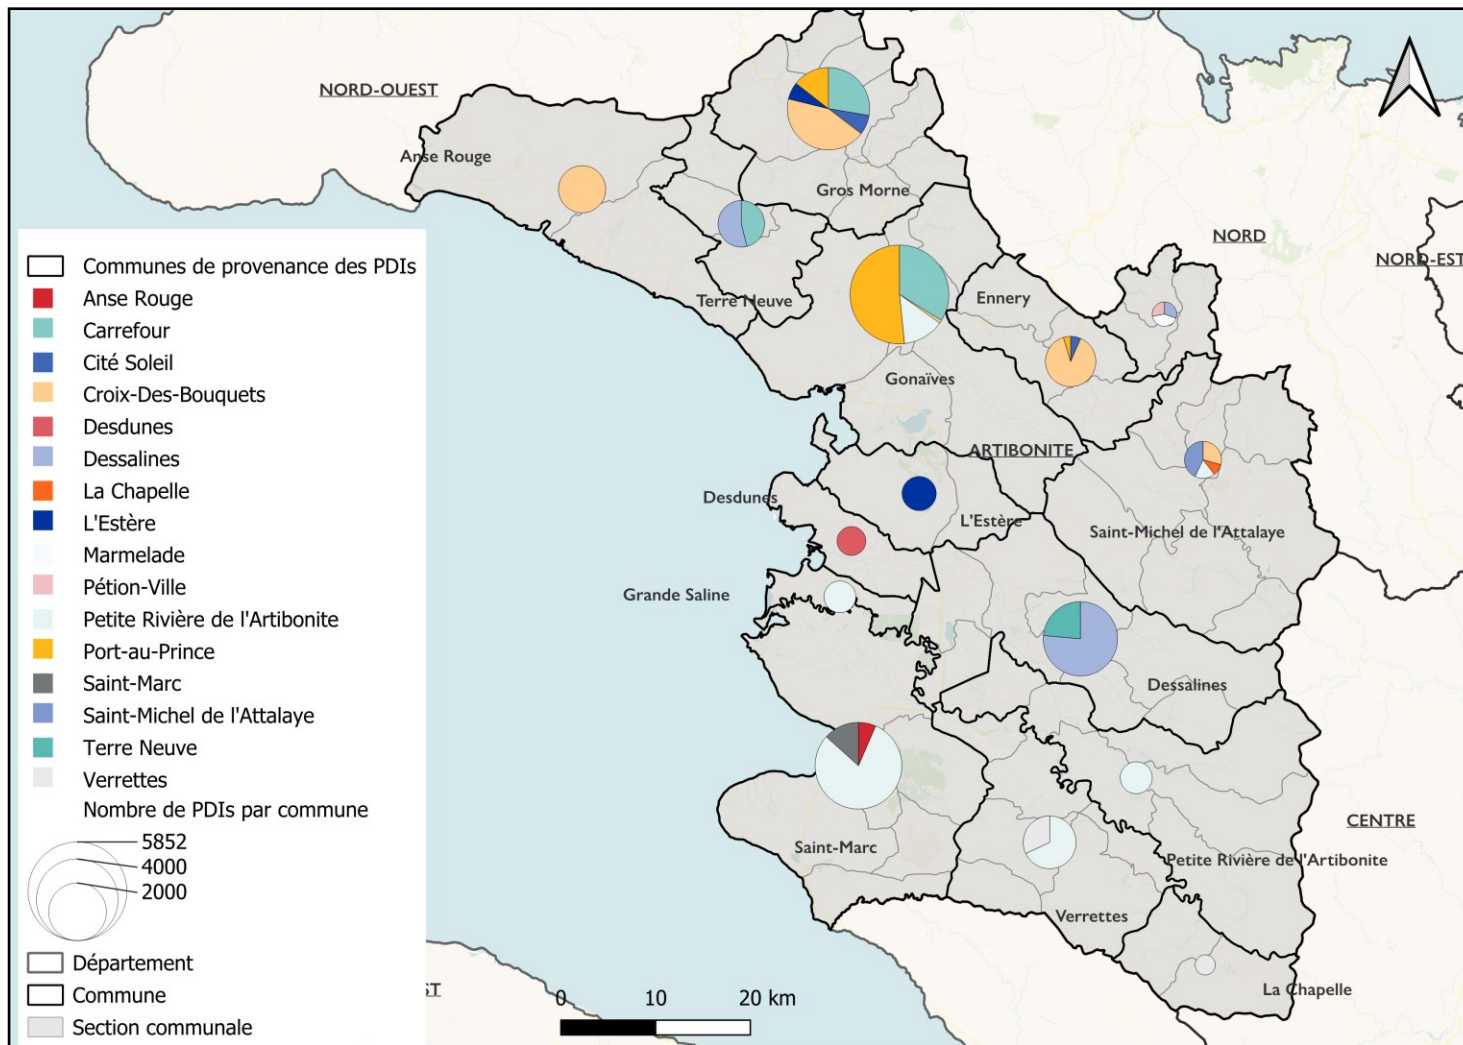 NORD-OUEST
Anse Rouge
Gros Morne
NORD
NORD-EST
Terre Neuve
Ennery
Gonaïves
ARTIBONITE
Desdunes
L'Estère
Saint-Michel de l'Attalaye
Grande Saline
Dessalines
CENTRE
Saint-Marc
Petite Rivière de l'Artibonite
Verrettes
La Chapelle
ST
0 10 20 km
Communes de provenance des PDIs
Anse Rouge
Carrefour
Cité Soleil
Croix-Des-Bouquets
Desdunes
Dessalines
La Chapelle
L'Estère
Marmelade
Pétion-Ville
Petite Rivière de l'Artibonite
Port-au-Prince
Saint-Marc
Saint-Michel de l'Attalaye
Terre Neuve
Verrettes
Nombre de PDIs par commune
5852
4000
2000
Département
Commune
Section communale